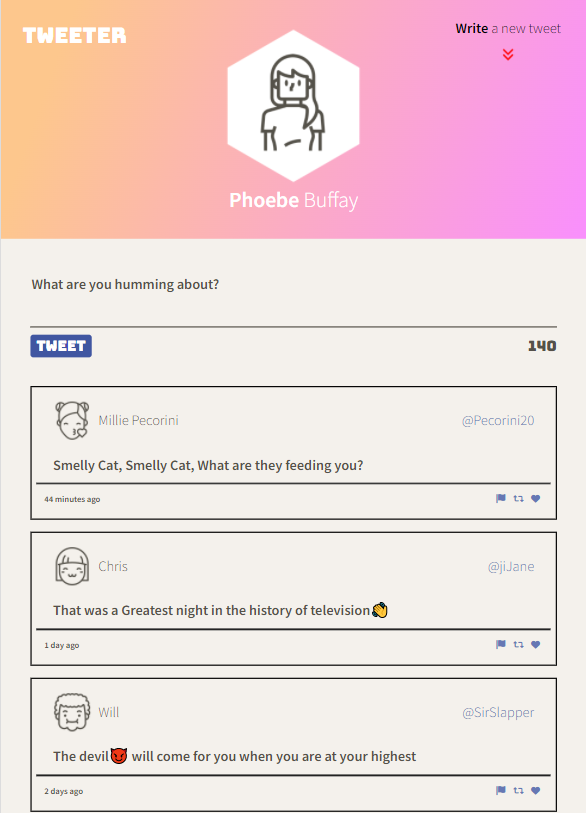 TWEETER
Write a new tweet
Phoebe Buffay
What are you humming about?
TWEET 140
Millie Pecorini @Pecorini20
Smelly Cat, Smelly Cat, What are they feeding you?
44 minutes ago
Chris @jiJane
That was a Greatest night in the history of television👏
1 day ago
Will @SirSlapper
The devil😈 will come for you when you are at your highest
2 days ago